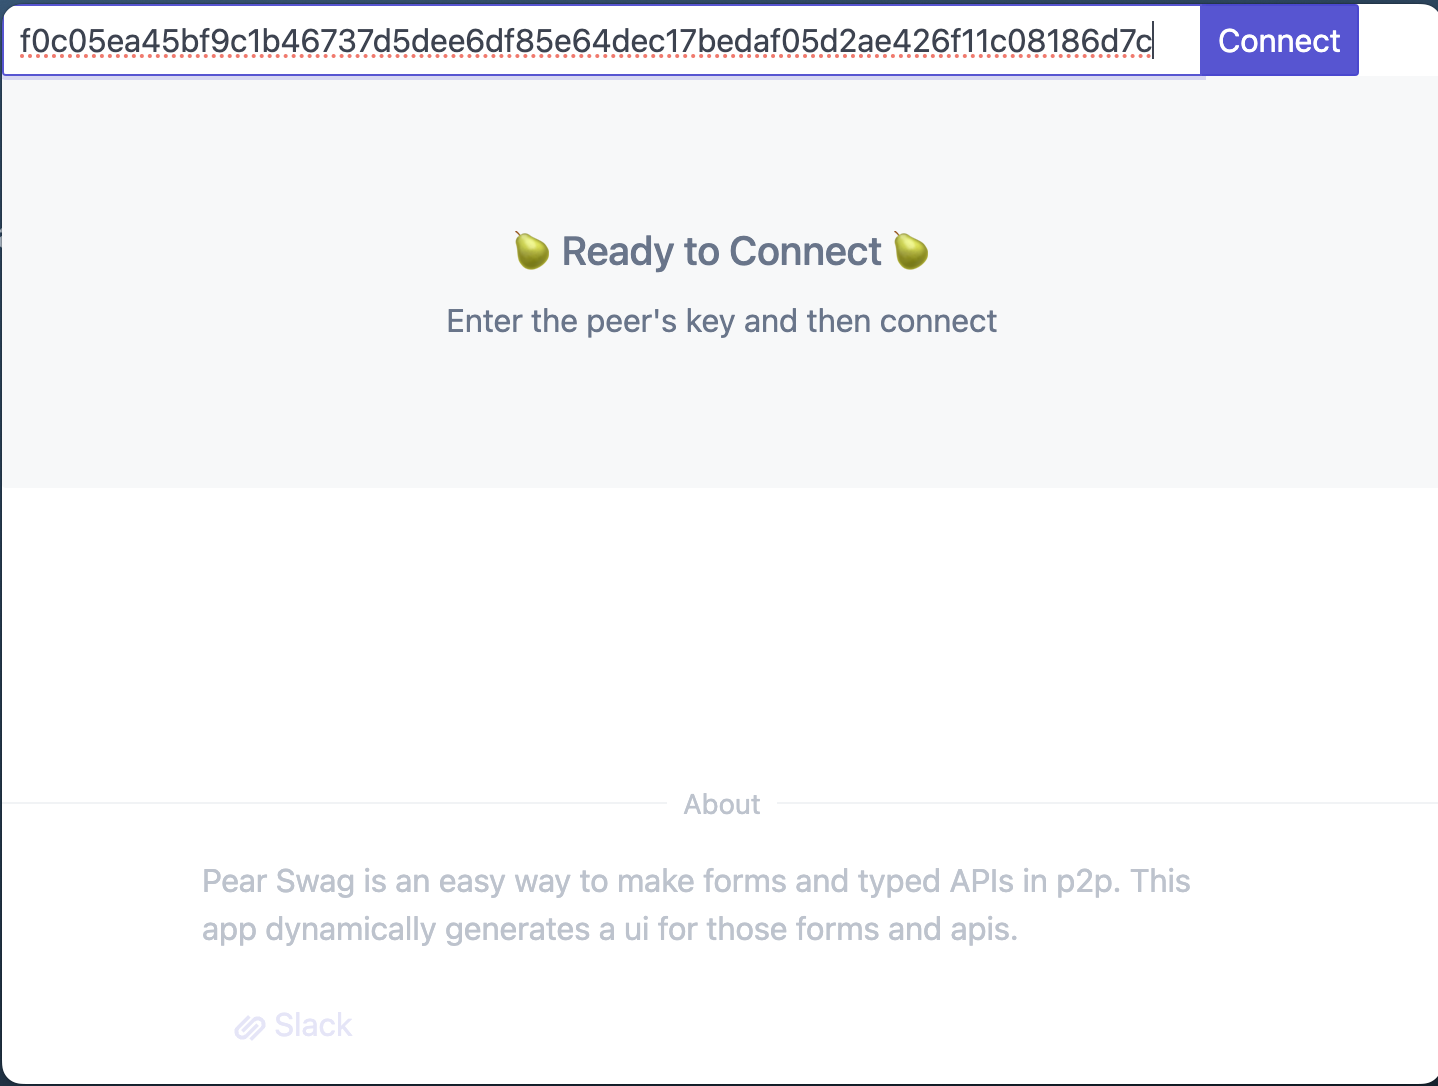 f0c05ea45bf9c1b46737d5dee6df85e64dec17bedaf05d2ae426f11c08186d7c
Connect
🍐 Ready to Connect 🍐
Enter the peer's key and then connect
About
Pear Swag is an easy way to make forms and typed APIs in p2p. This
app dynamically generates a ui for those forms and apis.
Slack